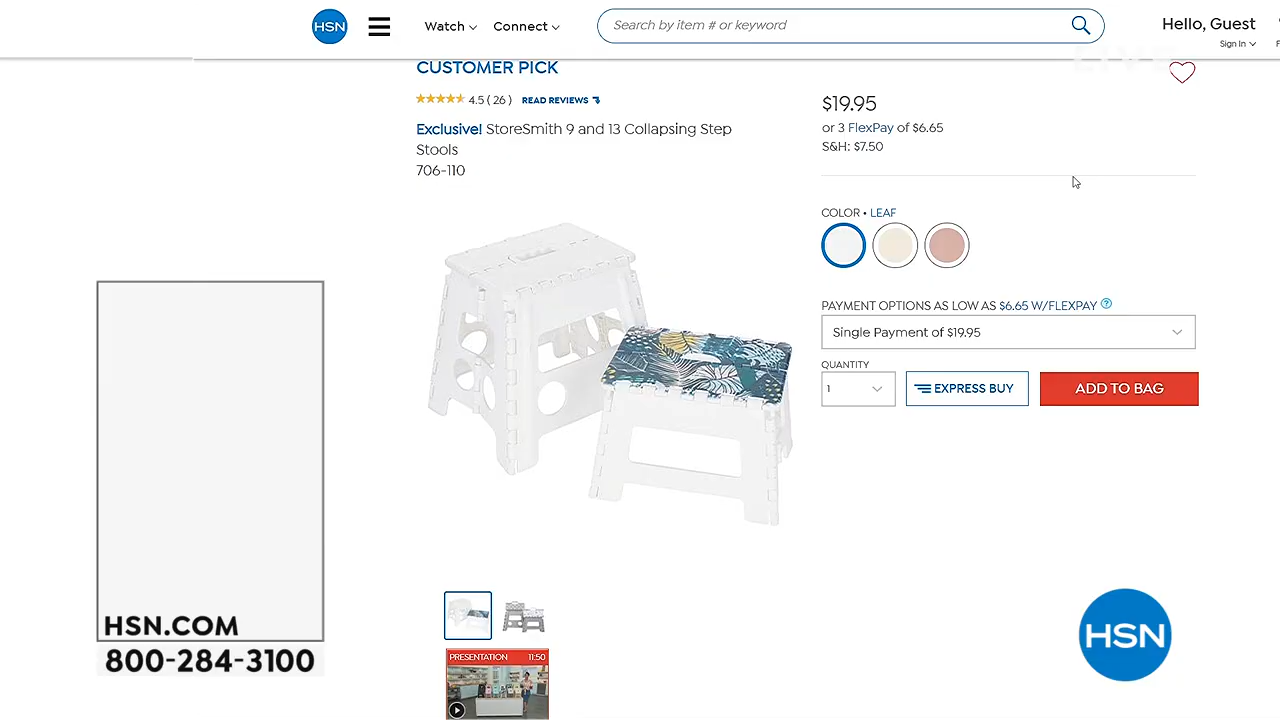 HSN
Watch
Connect
Search by item # or keyword
Hello, Guest
Sign In
LIVE
CUSTOMER PICK
4.5 ( 26 )
READ REVIEWS
Exclusive! StoreSmith 9 and 13 Collapsing Step
Stools
706-110
$19.95
or 3 FlexPay of $6.65
S&H: $7.50
COLOR • LEAF
PAYMENT OPTIONS AS LOW AS $6.65 W/FLEXPAY ?
Single Payment of $19.95
QUANTITY
1
EXPRESS BUY
ADD TO BAG
PRESENTATION 11:50
HSN.COM
800-284-3100
HSN